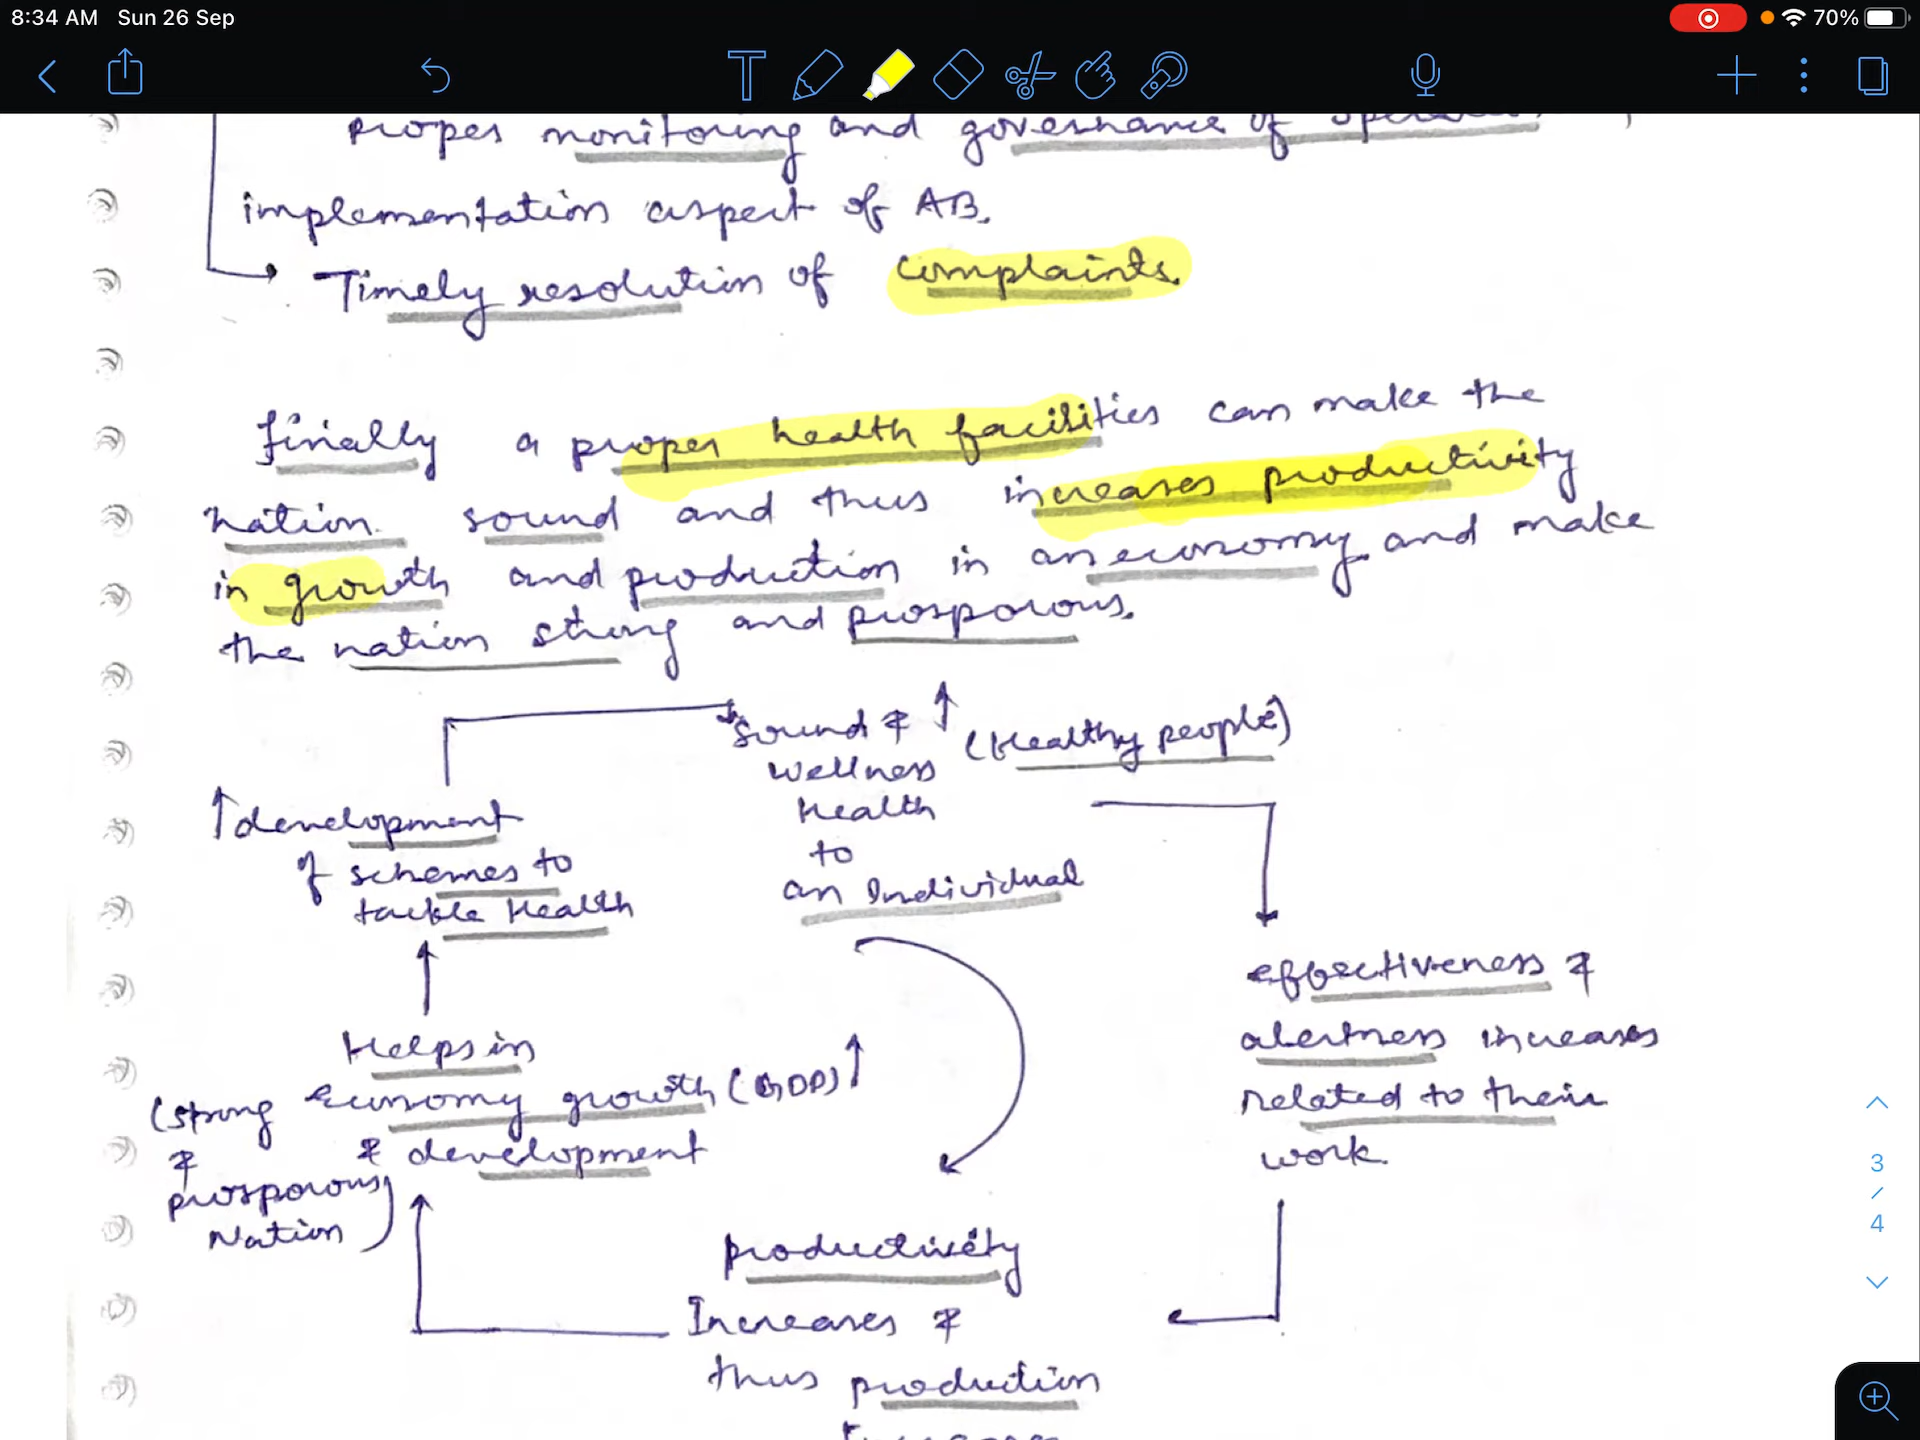 8:34 AM Sun 26 Sep
70%
proper monitoring and governance of
implementation aspect of AB.
Timely resolution of complaints.
finally a proper health facilities can make the
nation sound and thus increases productivity
in growth and production in an economy and make
the nation strong and prosporous.
Sound & ↑ (Healthy people)
wellness
Health
to
an Individual
↑ development
of schemes to
tackle Health
effectiveness &
alertness increases
related to their
work.
Helps in
Economy growth (GDP) ↑
& development
(strong
&
prosporous
Nation)
productivity
Increases &
thus production
3
/
4